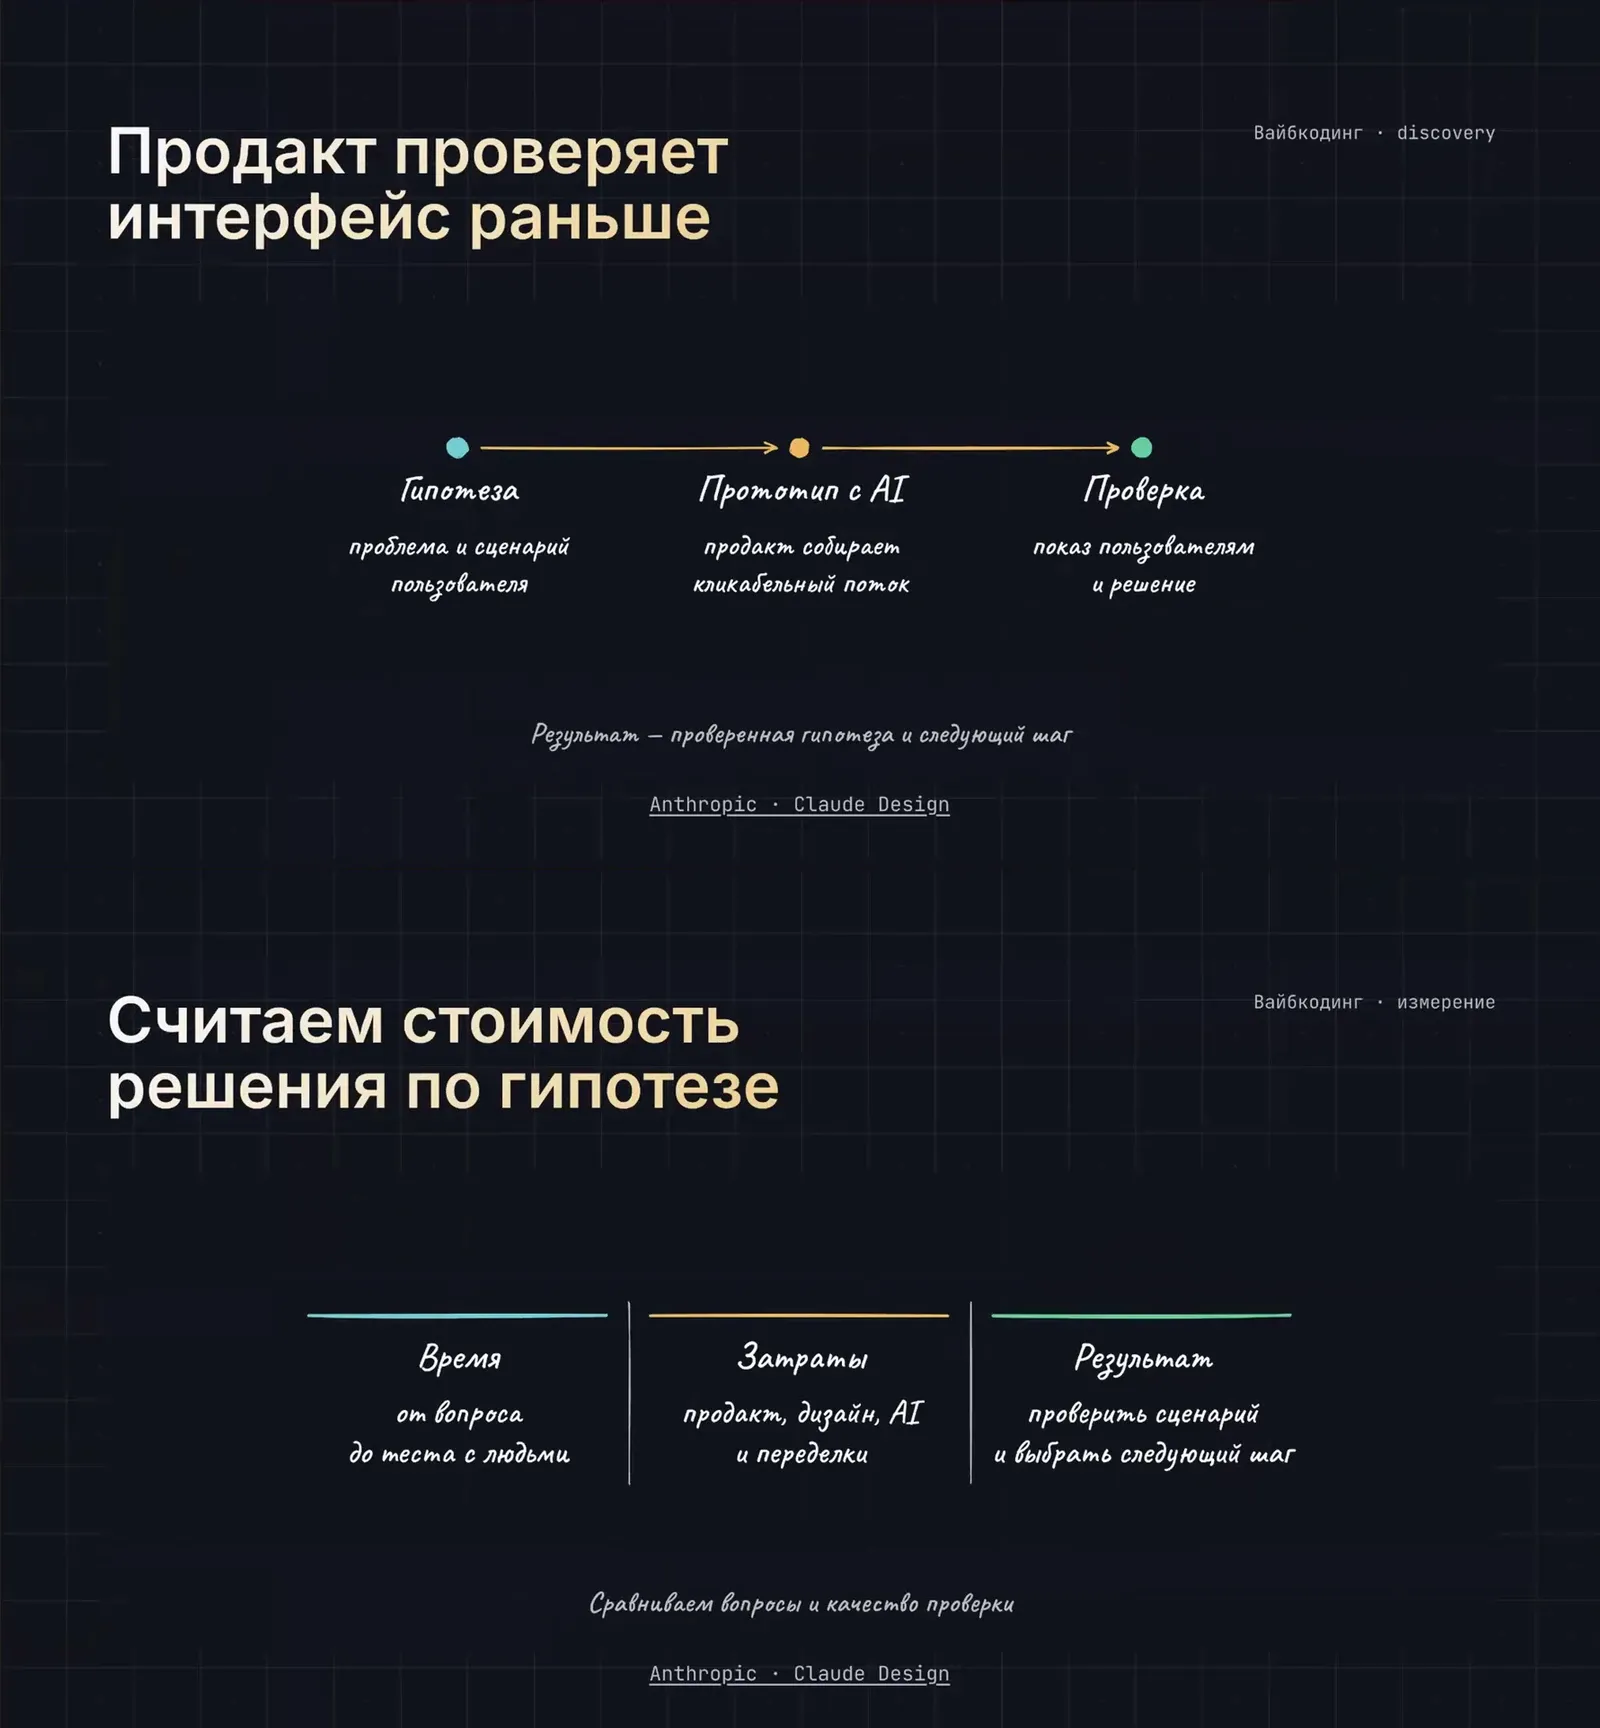 Продакт проверяет
интерфейс раньше
Вайбкодинг · discovery
Гипотеза
проблема и сценарий
пользователя
Прототип с AI
продакт собирает
кликабельный поток
Проверка
показ пользователям
и решение
Результат — проверенная гипотеза и следующий шаг
Anthropic · Claude Design
Считаем стоимость
решения по гипотезе
Вайбкодинг · измерение
Время
от вопроса
до теста с людьми
Затраты
продакт, дизайн, AI
и переделки
Результат
проверить сценарий
и выбрать следующий шаг
Сравниваем вопросы и качество проверки
Anthropic · Claude Design